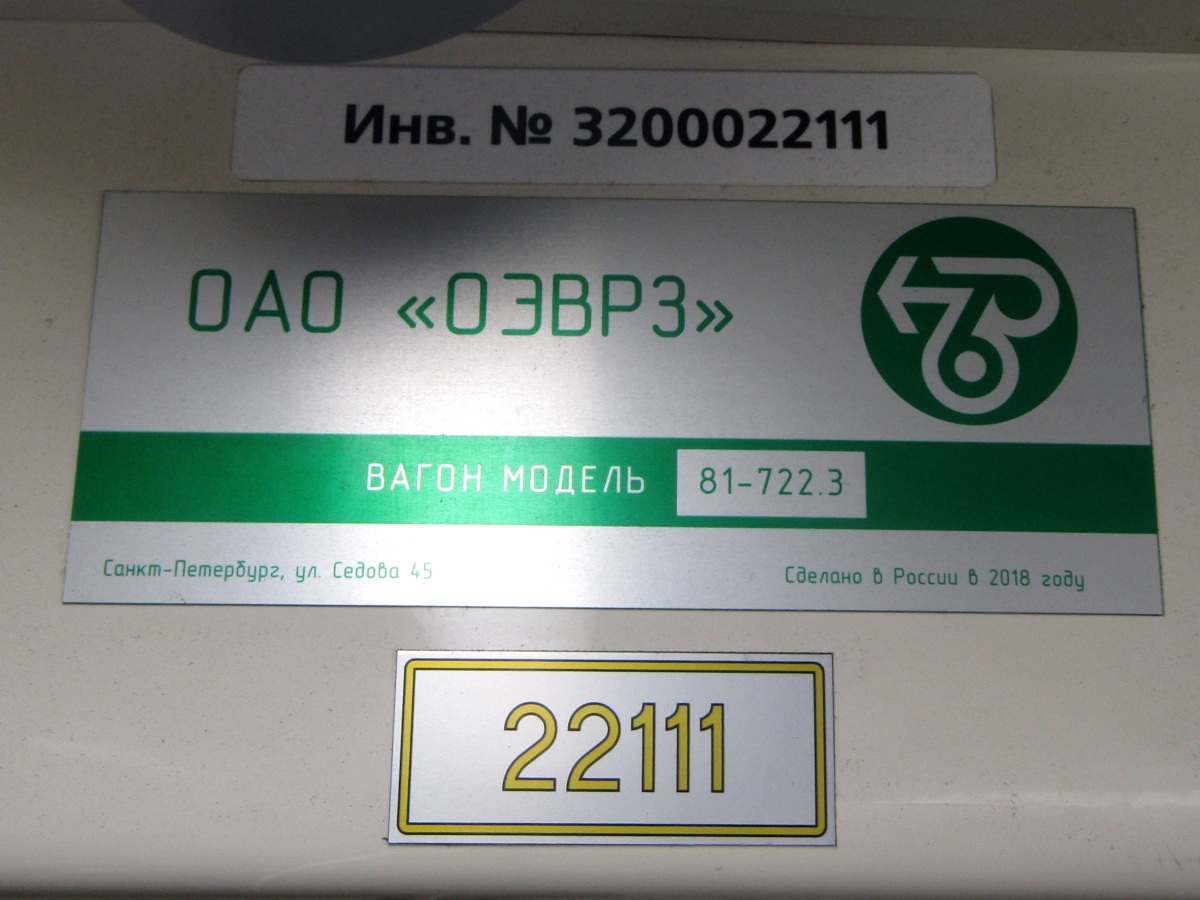 Инв. № 3200022111
ОАО «ОЭВРЗ»
ВАГОН МОДЕЛЬ 81-722.3
Санкт-Петербург, ул. Седова 45 Сделано в России в 2018 году
22111